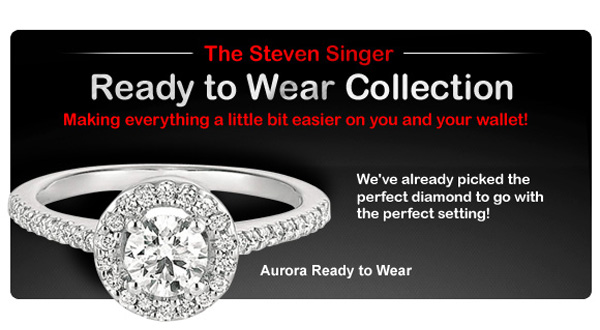 The Steven Singer
Ready to Wear Collection
Making everything a little bit easier on you and your wallet!
We've already picked the
perfect diamond to go with
the perfect setting!
Aurora Ready to Wear